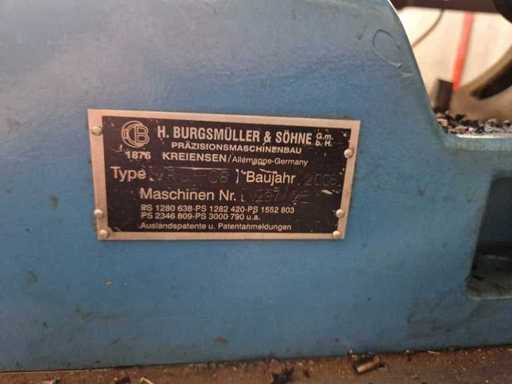 H. BURGSMÜLLER & SÖHNE G.m.b.H.
PRÄZISIONSMASCHINENBAU
1876 KREIENSEN/Allemagne-Germany
Type Baujahr
Maschinen Nr.
BS 1280 638-PS 1282 420-PS 1552 803
PS 2346 809-PS 3000 790 u.a.
Auslandspatente u. Patentanmeldungen